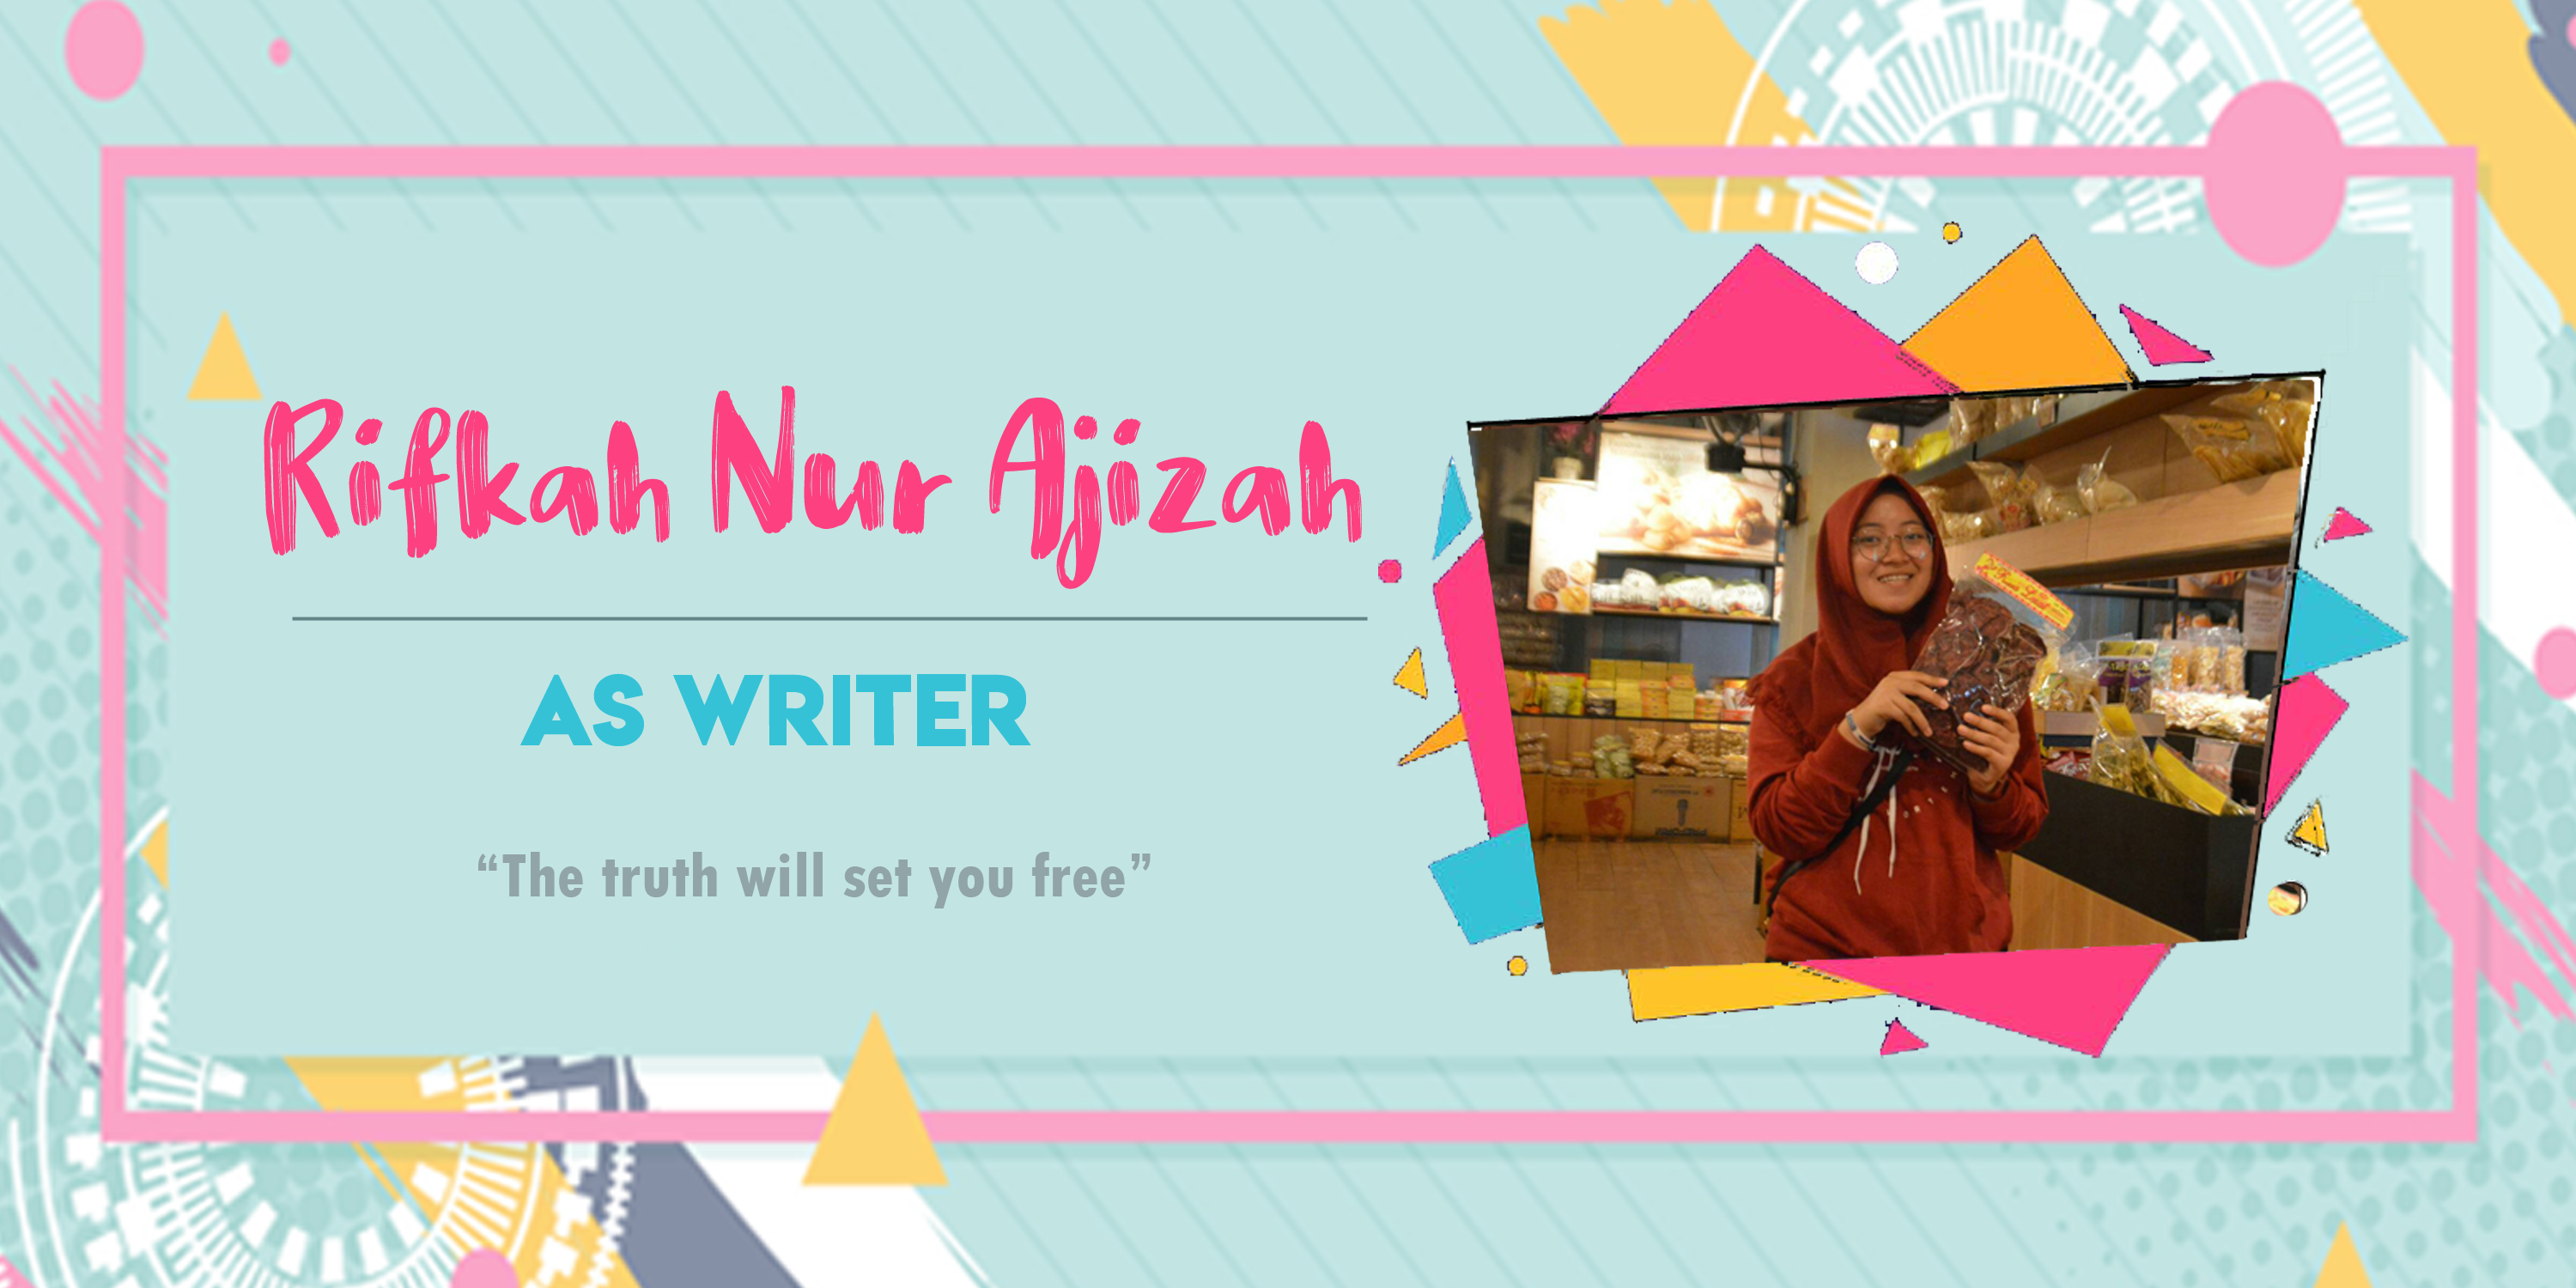 Rifkah Nur Ajizah
AS WRITER
“The truth will set you free”